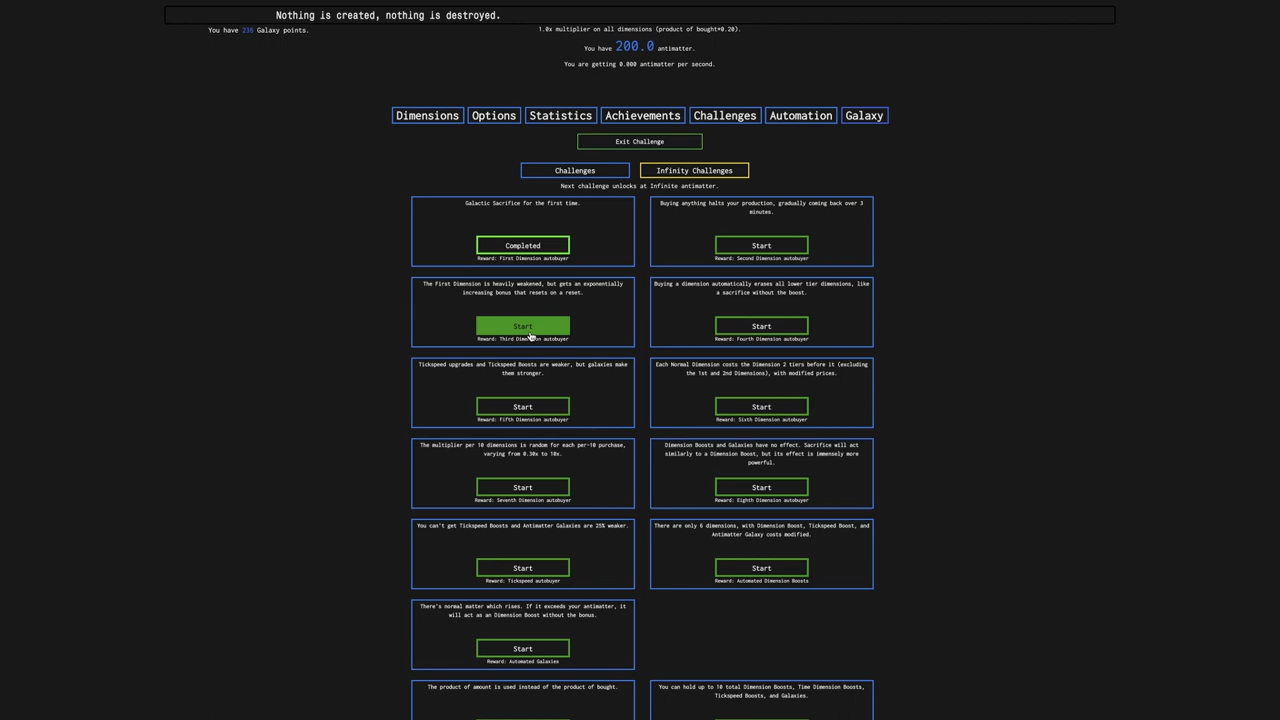 Nothing is created, nothing is destroyed.
You have 236 Galaxy points.
1.0x multiplier on all dimensions (product of bought*0.20).
You have 200.0 antimatter.
You are getting 0.000 antimatter per second.
Dimensions Options Statistics Achievements Challenges Automation Galaxy
Exit Challenge
Challenges Infinity Challenges
Next challenge unlocks at Infinite antimatter.
Galactic Sacrifice for the first time.
Completed
Reward: First Dimension autobuyer
Buying anything halts your production, gradually coming back over 3
minutes.
Start
Reward: Second Dimension autobuyer
The First Dimension is heavily weakened, but gets an exponentially
increasing bonus that resets on a reset.
Start
Reward: Third Dimension autobuyer
Buying a dimension automatically erases all lower tier dimensions, like
a sacrifice without the boost.
Start
Reward: Fourth Dimension autobuyer
Tickspeed upgrades and Tickspeed Boosts are weaker, but galaxies make
them stronger.
Start
Reward: Fifth Dimension autobuyer
Each Normal Dimension costs the Dimension 2 tiers before it (excluding
the 1st and 2nd Dimensions), with modified prices.
Start
Reward: Sixth Dimension autobuyer
The multiplier per 10 dimensions is random for each per-10 purchase,
varying from 0.30x to 10x.
Start
Reward: Seventh Dimension autobuyer
Dimension Boosts and Galaxies have no effect. Sacrifice will act
similarly to a Dimension Boost, but its effect is immensely more
powerful.
Start
Reward: Eighth Dimension autobuyer
You can't get Tickspeed Boosts and Antimatter Galaxies are 25% weaker.
Start
Reward: Tickspeed autobuyer
There are only 6 dimensions, with Dimension Boost, Tickspeed Boost, and
Antimatter Galaxy costs modified.
Start
Reward: Automated Dimension Boosts
There's normal matter which rises. If it exceeds your antimatter, it
will act as an Dimension Boost without the bonus.
Start
Reward: Automated Galaxies
The product of amount is used instead of the product of bought.
You can hold up to 10 total Dimension Boosts, Time Dimension Boosts,
Tickspeed Boosts, and Galaxies.